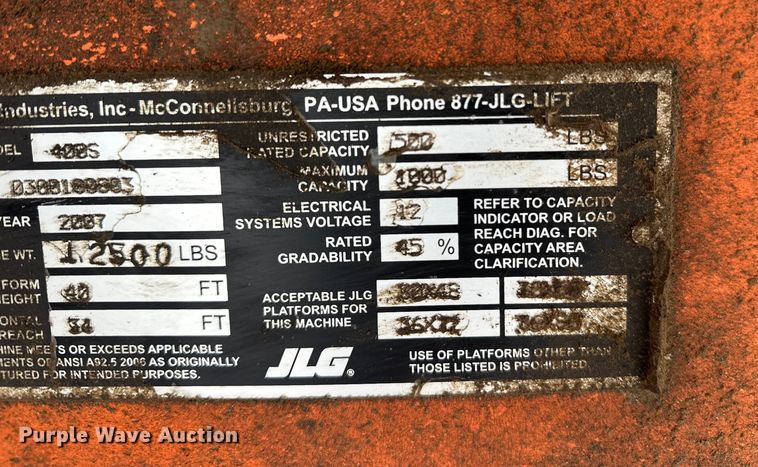 Industries, Inc - McConnellsburg, PA-USA Phone 877-JLG-LIFT
DEL 400S
0300100803
YEAR 2007
E WT. 12500 LBS
FORM HEIGHT 40 FT
ONTAL REACH FT
HINE MEETS OR EXCEEDS APPLICABLE
MENTS OF ANSI A92.5 2006 AS ORIGINALLY
TURED FOR INTENDED PURPOSES.
UNRESTRICTED RATED CAPACITY 500 LBS
MAXIMUM CAPACITY 1000 LBS
ELECTRICAL SYSTEMS VOLTAGE 12
RATED GRADABILITY 45 %
REFER TO CAPACITY
INDICATOR OR LOAD
REACH DIAG. FOR
CAPACITY AREA
CLARIFICATION.
ACCEPTABLE JLG
PLATFORMS FOR
THIS MACHINE
36X72
JLG®
USE OF PLATFORMS OTHER THAN
THOSE LISTED IS PROHIBITED.
Purple Wave Auction